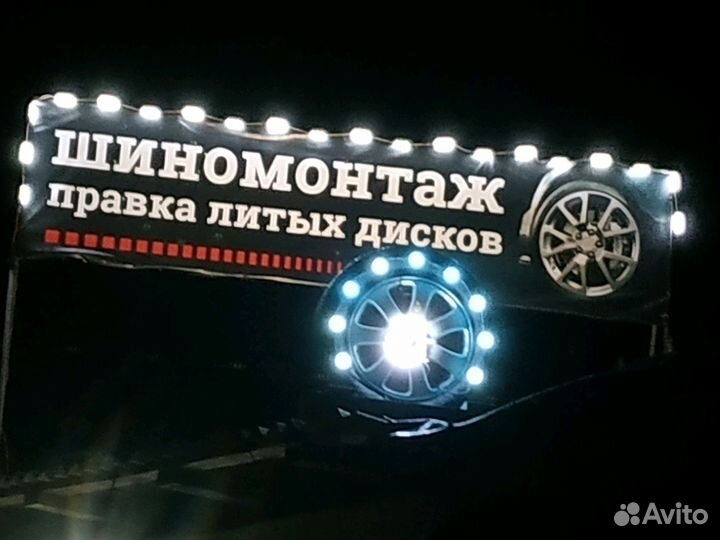 шиномонтаж
правка литых дисков
Avito